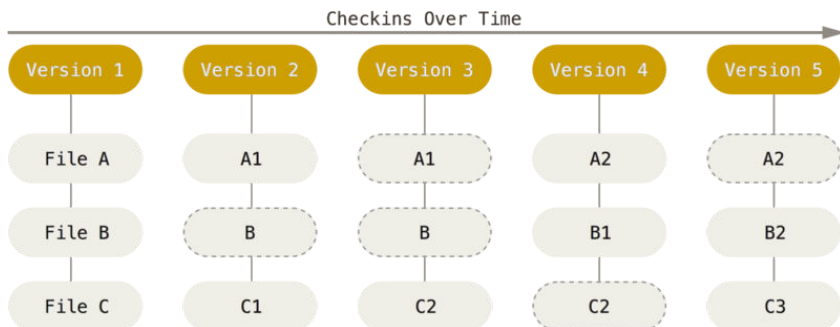 Checkins Over Time
Version 1 Version 2 Version 3 Version 4 Version 5
File A A1 A1 A2 A2
File B B B B1 B2
File C C1 C2 C2 C3